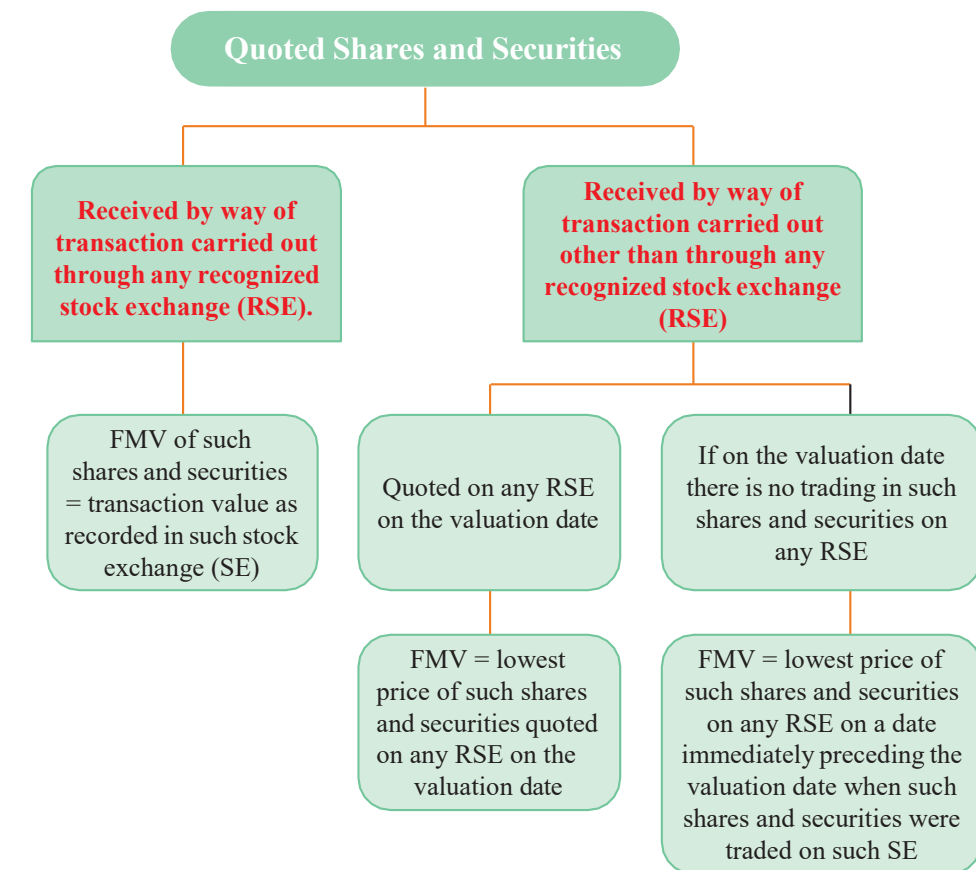 Quoted Shares and Securities
Received by way of
transaction carried out
through any recognized
stock exchange (RSE).
Received by way of
transaction carried out
other than through any
recognized stock exchange
(RSE)
FMV of such
shares and securities
= transaction value as
recorded in such stock
exchange (SE)
Quoted on any RSE
on the valuation date
If on the valuation date
there is no trading in such
shares and securities on
any RSE
FMV = lowest
price of such shares
and securities quoted
on any RSE on the
valuation date
FMV = lowest price of
such shares and securities
on any RSE on a date
immediately preceding the
valuation date when such
shares and securities were
traded on such SE